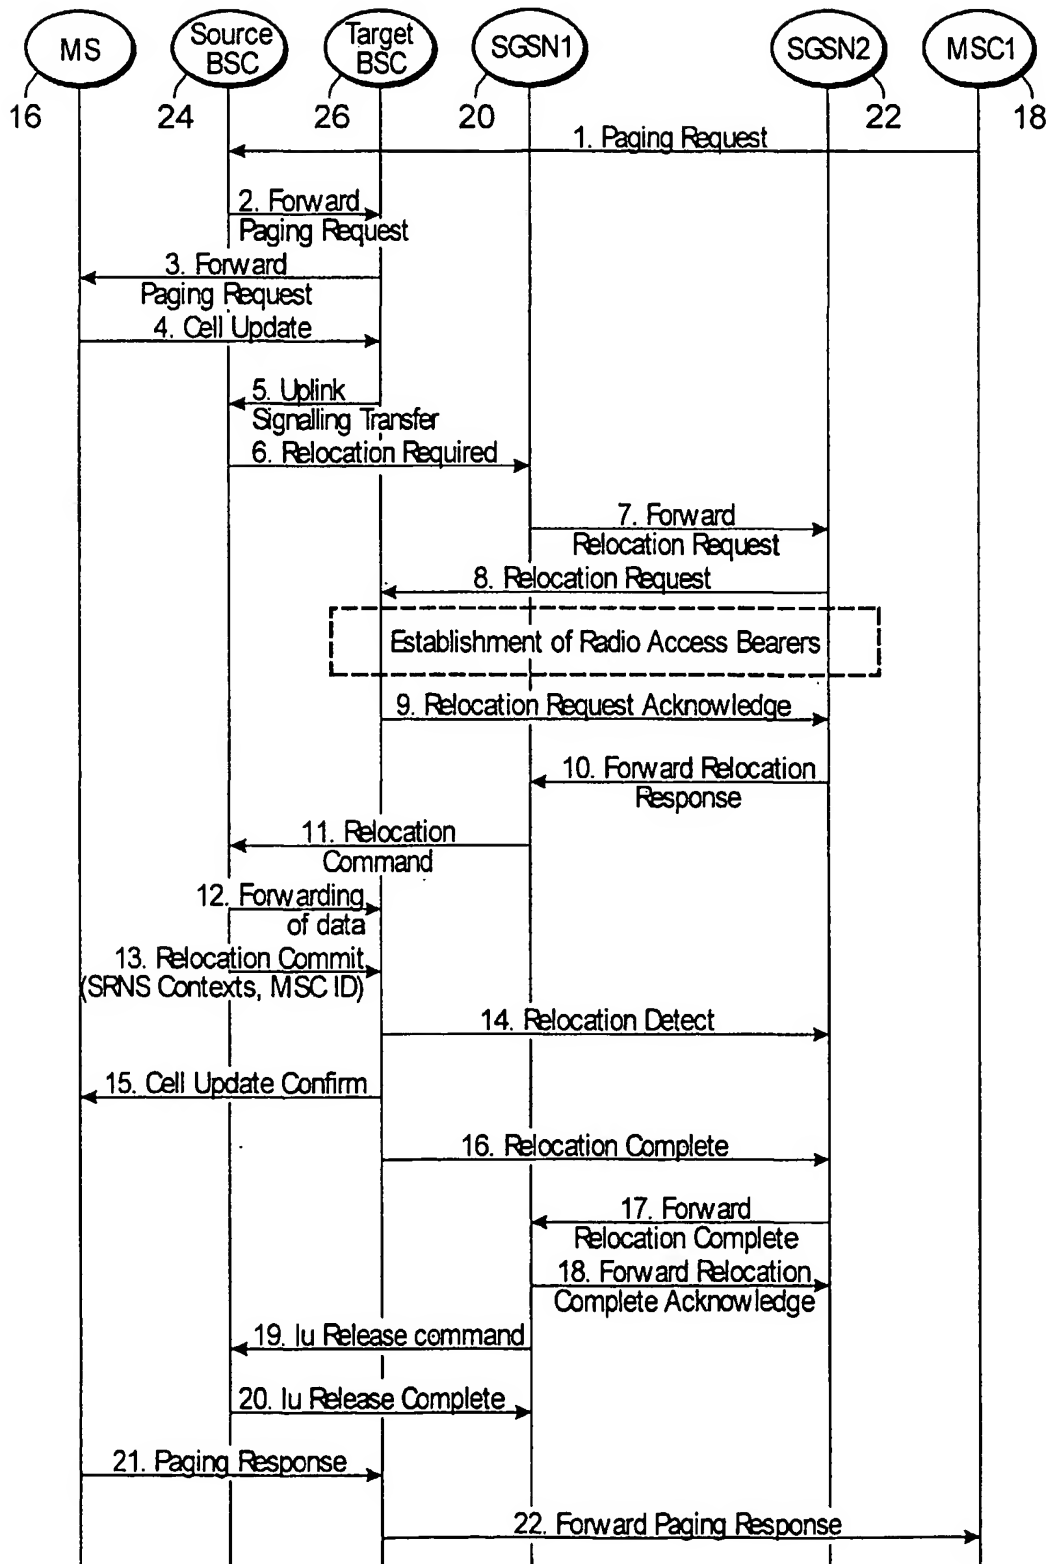 MS
Source
BSC
Target
BSC
SGSN1
SGSN2
MSC1
16
24
26
20
22
18
1. Paging Request
2. Forward
Paging Request
3. Forward
Paging Request
4. Cell Update
5. Uplink
Signalling Transfer
6. Relocation Required
7. Forward
Relocation Request
8. Relocation Request
Establishment of Radio Access Bearers
9. Relocation Request Acknowledge
10. Forward Relocation
Response
11. Relocation
Command
12. Forwarding
of data
13. Relocation Commit
(SRNS Contexts, MSC ID)
14. Relocation Detect
15. Cell Update Confirm
16. Relocation Complete
17. Forward
Relocation Complete
18. Forward Relocation
Complete Acknowledge
19. Iu Release command
20. Iu Release Complete
21. Paging Response
22. Forward Paging Response